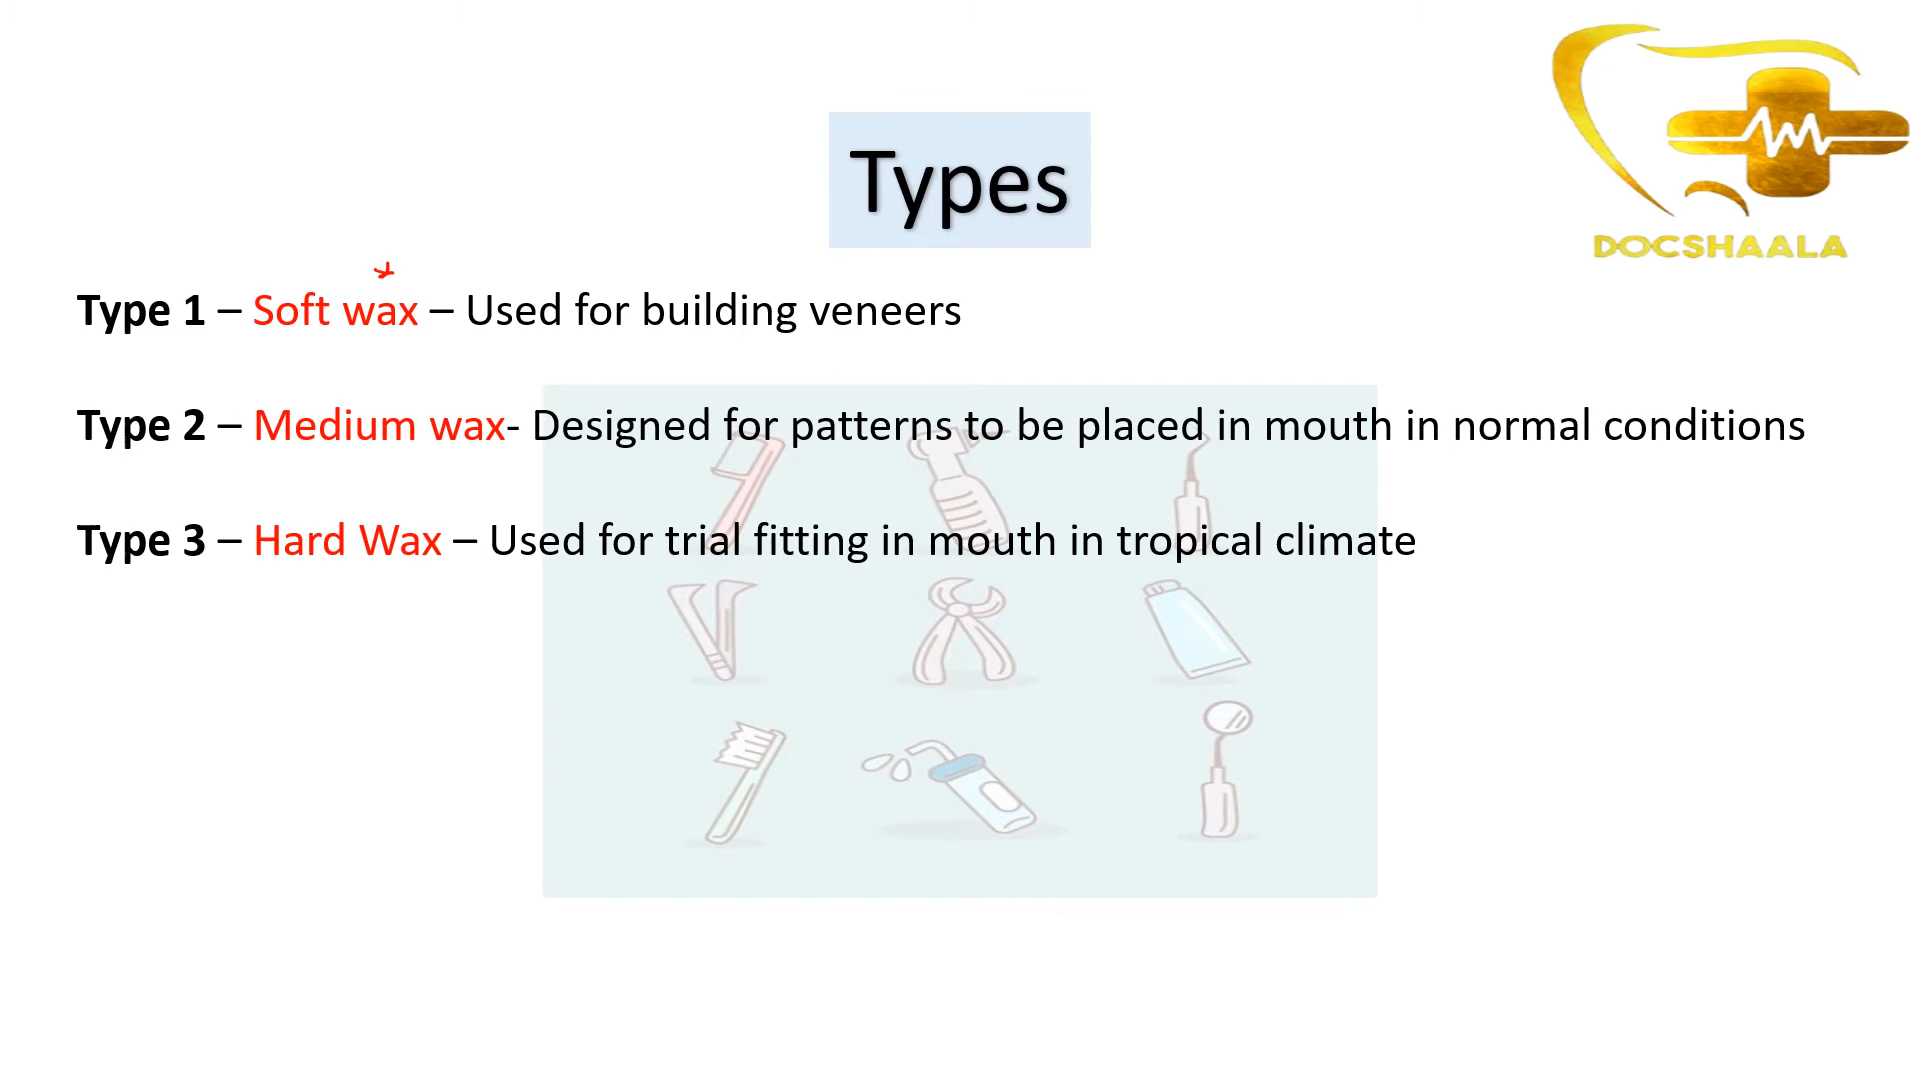 DOCSHAALA
Types
Type 1 – Soft wax – Used for building veneers
Type 2 – Medium wax- Designed for patterns to be placed in mouth in normal conditions
Type 3 – Hard Wax – Used for trial fitting in mouth in tropical climate